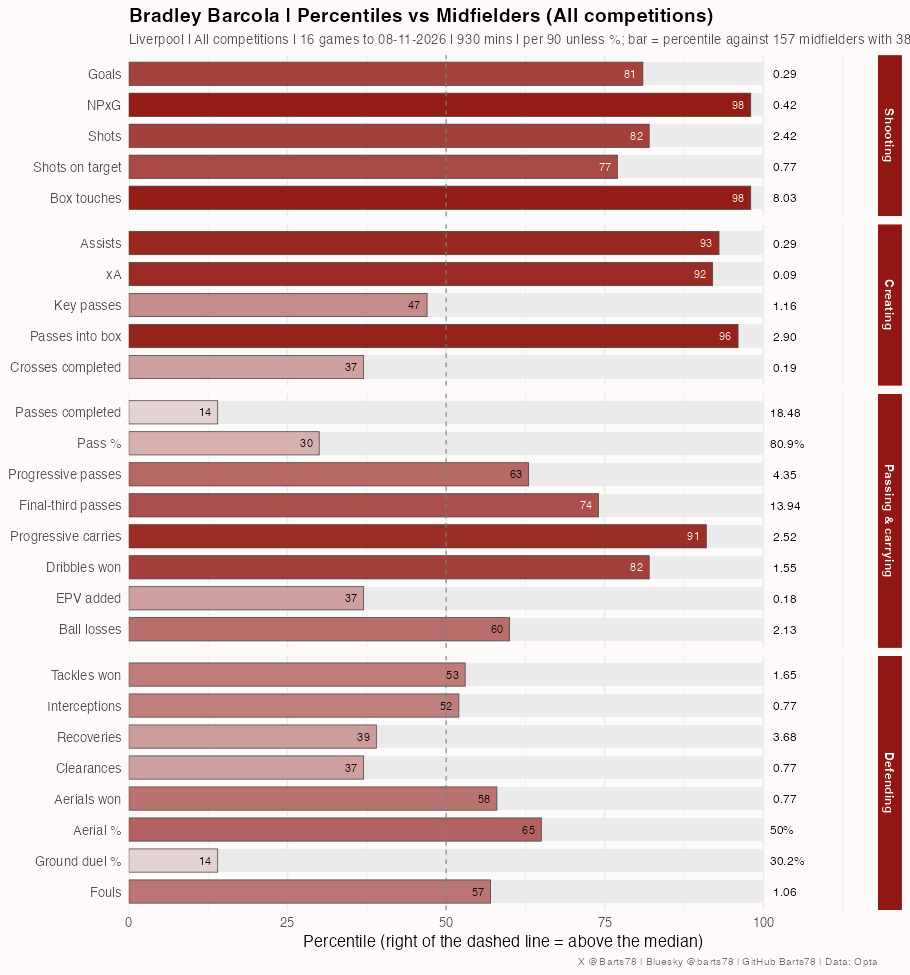 Bradley Barcola | Percentiles vs Midfielders (All competitions)
Liverpool | All competitions | 16 games to 08-11-2026 | 930 mins | per 90 unless %; bar = percentile against 157 midfielders with 38
Goals 81 0.29
NPxG 98 0.42
Shots 82 2.42
Shots on target 77 0.77
Box touches 98 8.03
Shooting
Assists 93 0.29
xA 92 0.09
Key passes 47 1.16
Passes into box 96 2.90
Crosses completed 37 0.19
Creating
Passes completed 14 18.48
Pass % 30 80.9%
Progressive passes 63 4.35
Final-third passes 74 13.94
Progressive carries 91 2.52
Dribbles won 82 1.55
EPV added 37 0.18
Ball losses 60 2.13
Passing & carrying
Tackles won 53 1.65
Interceptions 52 0.77
Recoveries 39 3.68
Clearances 37 0.77
Aerials won 58 0.77
Aerial % 65 50%
Ground duel % 14 30.2%
Fouls 57 1.06
Defending
0 25 50 75 100
Percentile (right of the dashed line = above the median)
X @Barts78 | Bluesky @barts78 | GitHub Barts78 | Data: Opta